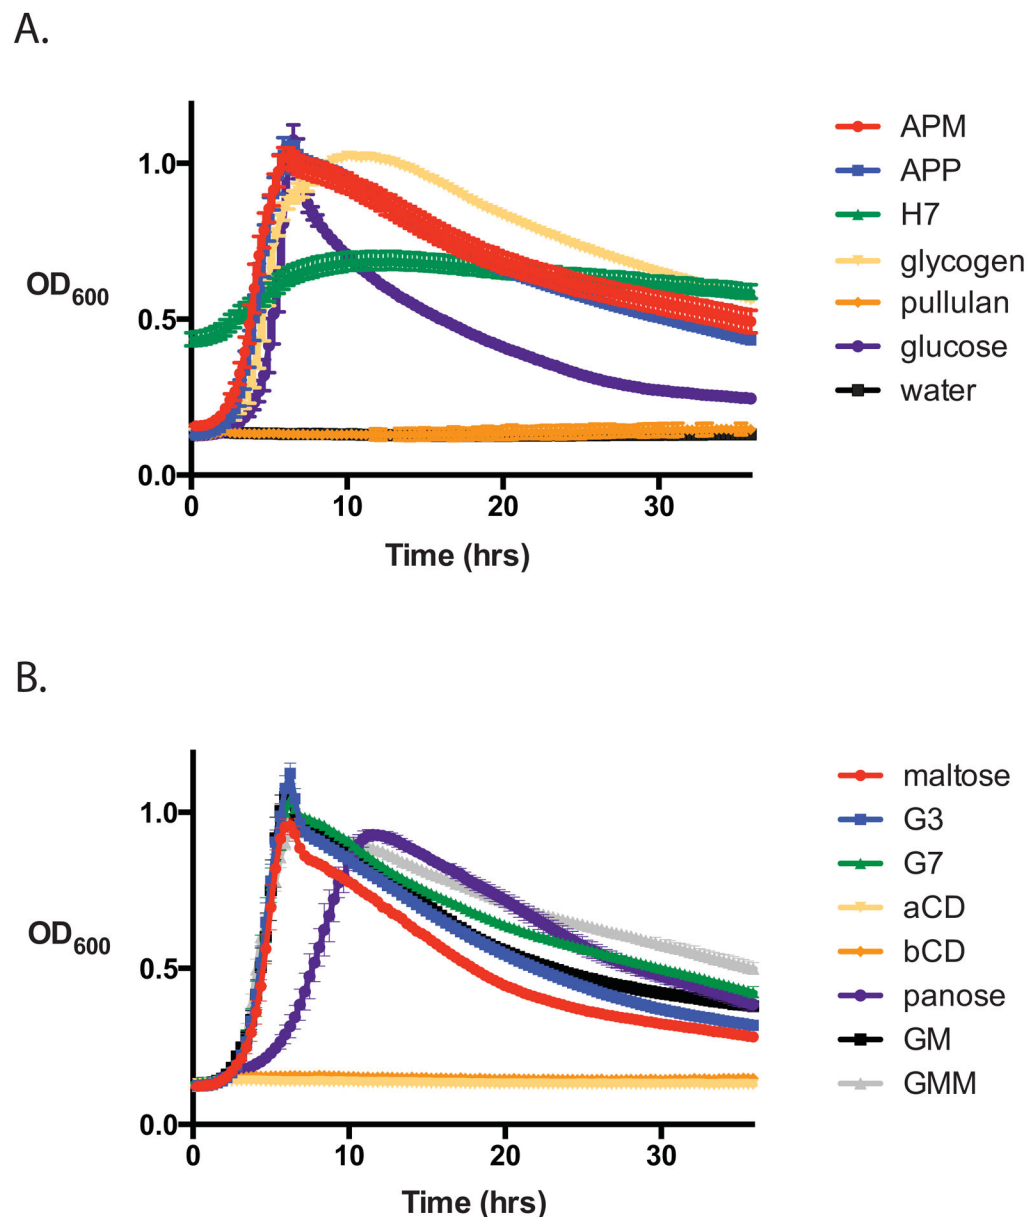 A.
1.0
0.5
0.0
OD600
0 10 20 30
Time (hrs)
APM
APP
H7
glycogen
pullulan
glucose
water
B.
1.0
0.5
0.0
OD600
0 10 20 30
Time (hrs)
maltose
G3
G7
aCD
bCD
panose
GM
GMM